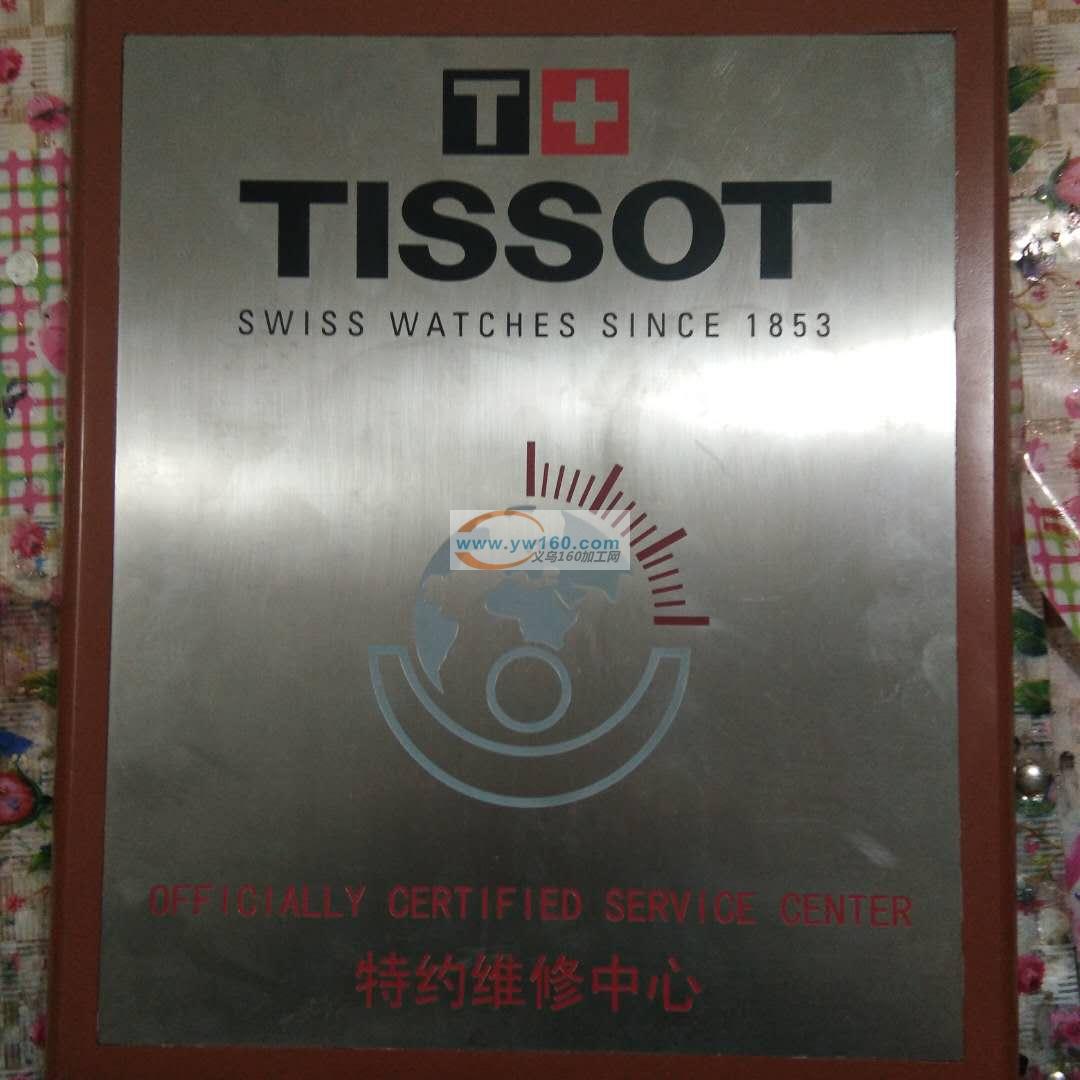 T
TISSOT
SWISS WATCHES SINCE 1853
www.yw160.com
义乌160加工网
OFFICIALLY CERTIFIED SERVICE CENTER
特约维修中心